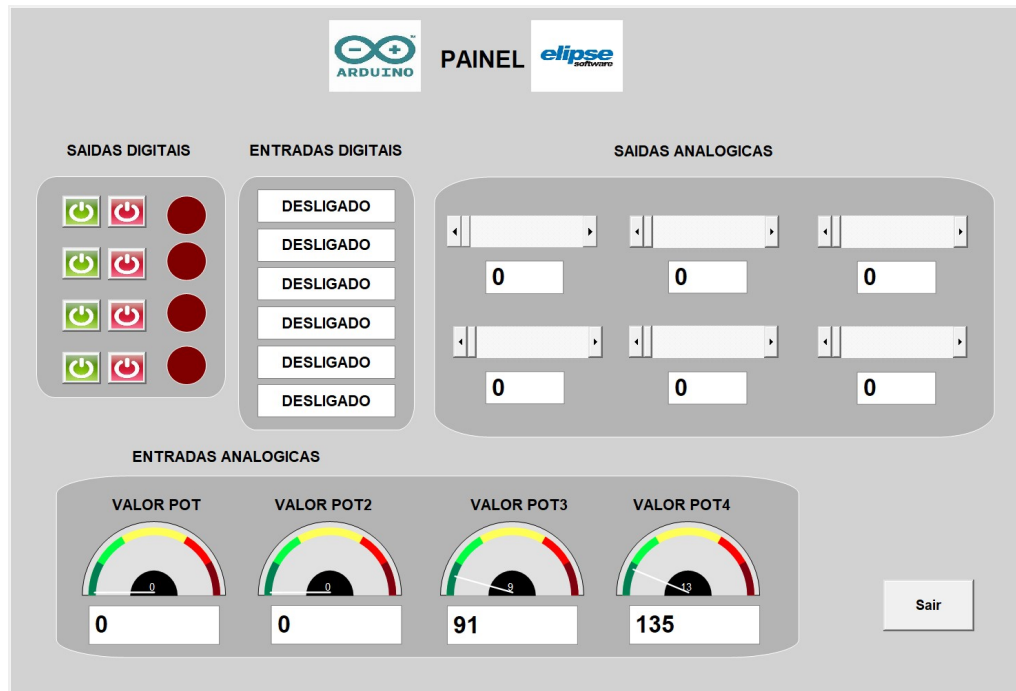 ARDUINO
PAINEL
elipse
software
SAIDAS DIGITAIS
ENTRADAS DIGITAIS
DESLIGADO
DESLIGADO
DESLIGADO
DESLIGADO
DESLIGADO
DESLIGADO
SAIDAS ANALOGICAS
0
0
0
0
0
0
ENTRADAS ANALOGICAS
VALOR POT
VALOR POT2
VALOR POT3
VALOR POT4
0
0
9
13
0
0
91
135
Sair